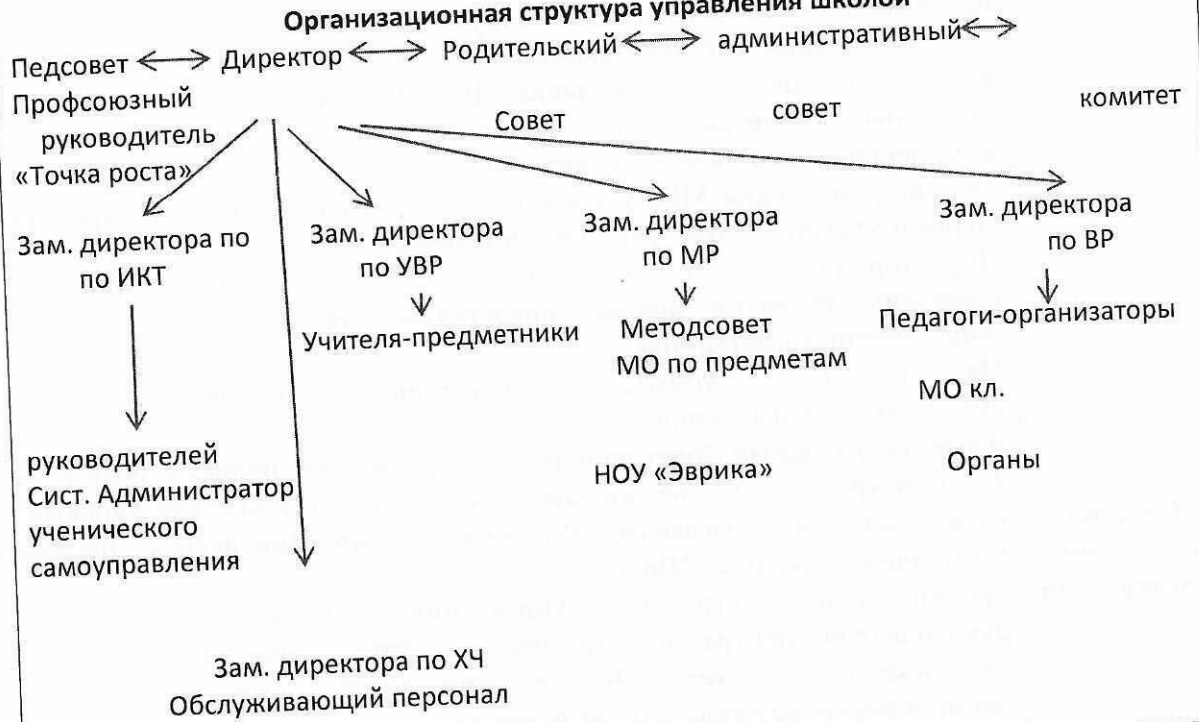 Организационная структура управления школой
Педсовет Директор Родительский административный
Профсоюзный Совет совет комитет
руководитель
«Точка роста»
Зам. директора по Зам. директора Зам. директора Зам. директора
по ИКТ по УВР по МР по ВР
Учителя-предметники Методсовет Педагоги-организаторы
МО по предметам
МО кл.
руководителей НОУ «Эврика» Органы
Сист. Администратор
ученического
самоуправления
Зам. директора по ХЧ
Обслуживающий персонал